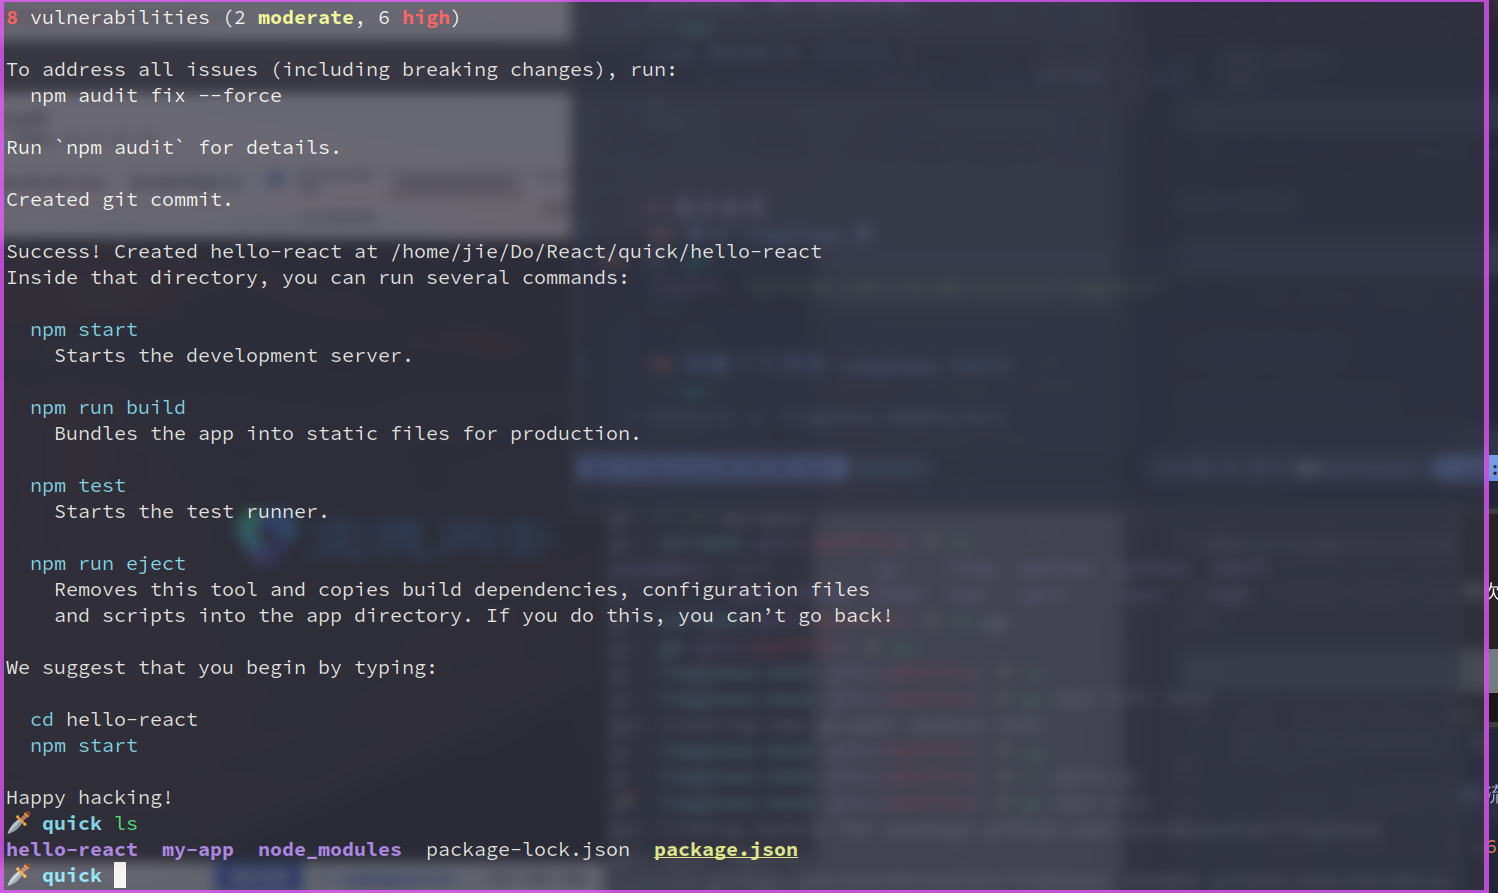 8 vulnerabilities (2 moderate, 6 high)
To address all issues (including breaking changes), run:
npm audit fix --force
Run `npm audit` for details.
Created git commit.
Success! Created hello-react at /home/jie/Do/React/quick/hello-react
Inside that directory, you can run several commands:
npm start
Starts the development server.
npm run build
Bundles the app into static files for production.
npm test
Starts the test runner.
npm run eject
Removes this tool and copies build dependencies, configuration files
and scripts into the app directory. If you do this, you can’t go back!
We suggest that you begin by typing:
cd hello-react
npm start
Happy hacking!
quick ls
hello-react my-app node_modules package-lock.json package.json
quick